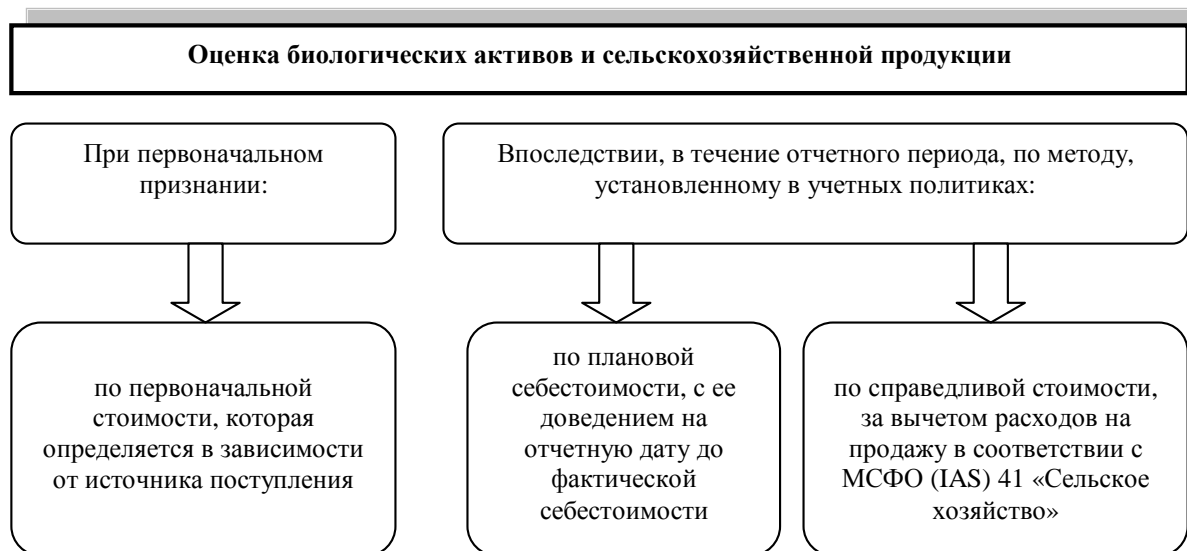 Оценка биологических активов и сельскохозяйственной продукции
При первоначальном
признании:
Впоследствии, в течение отчетного периода, по методу,
установленному в учетных политиках:
по первоначальной
стоимости, которая
определяется в зависимости
от источника поступления
по плановой
себестоимости, с ее
доведением на
отчетную дату до
фактической
себестоимости
по справедливой стоимости,
за вычетом расходов на
продажу в соответствии с
МСФО (IAS) 41 «Сельское
хозяйство»